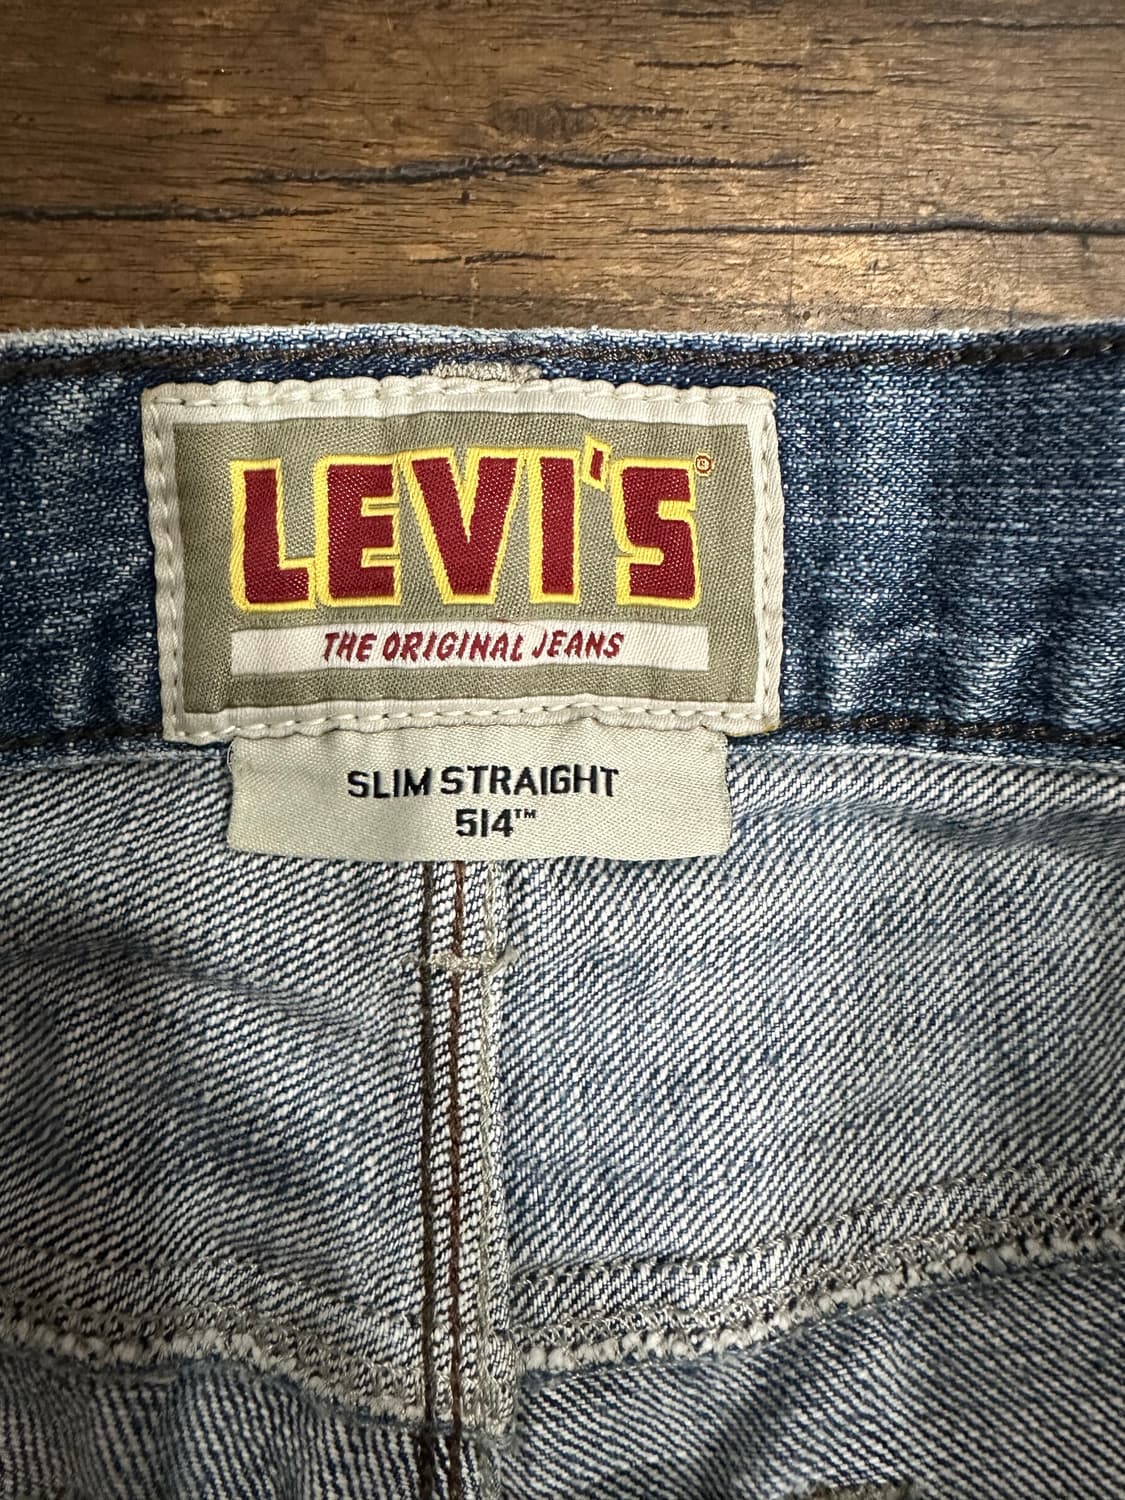 LEVI'S®
THE ORIGINAL JEANS
SLIM STRAIGHT
514™